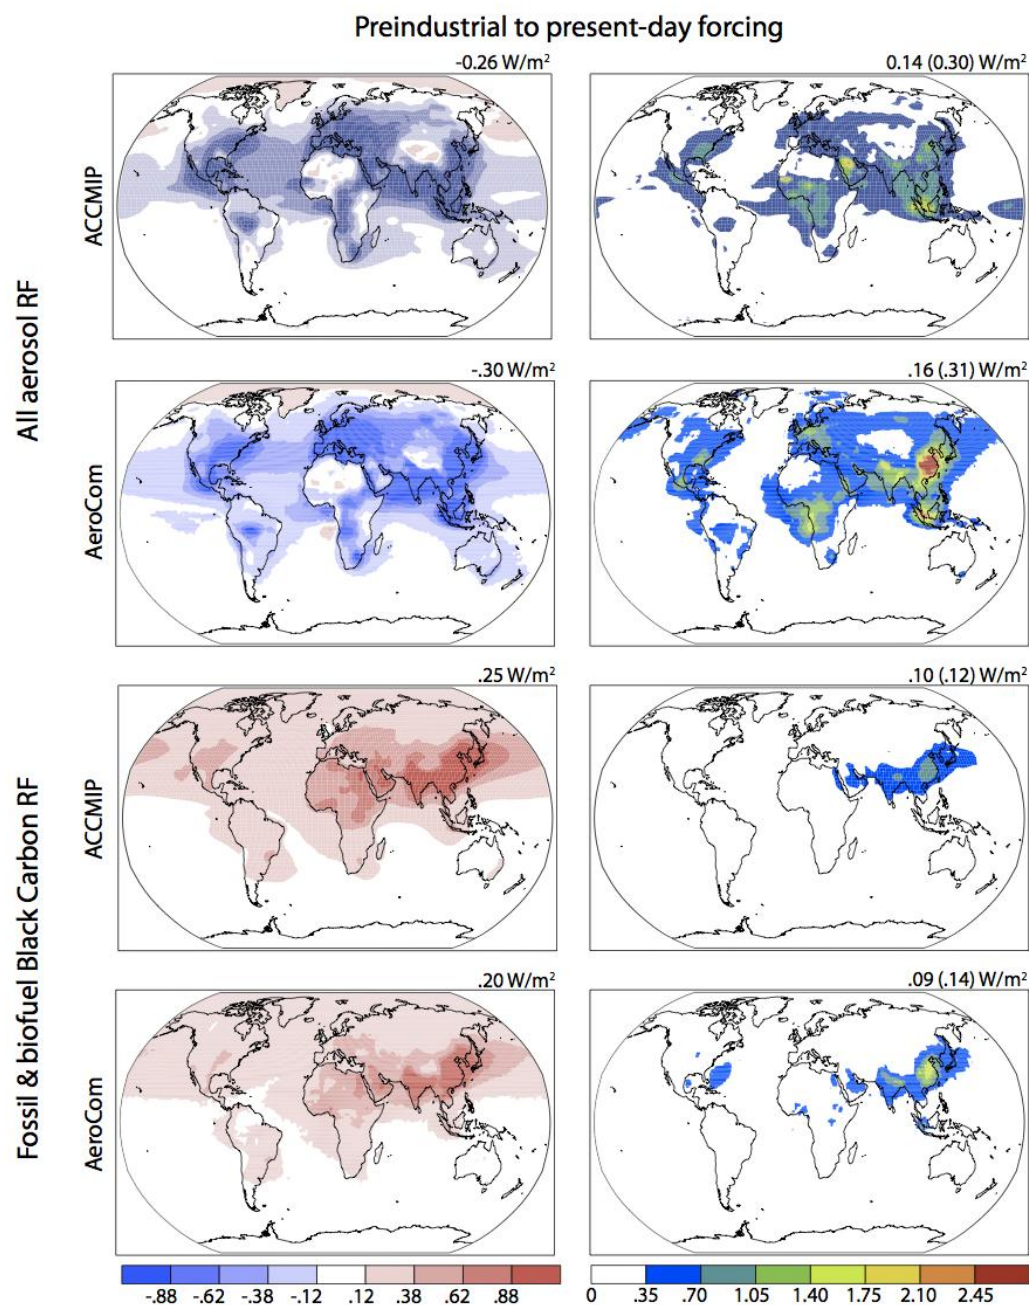 Preindustrial to present-day forcing
-0.26 W/m²
0.14 (0.30) W/m²
All aerosol RF
ACCMIP
-.30 W/m²
.16 (.31) W/m²
AeroCom
Fossil & biofuel Black Carbon RF
.25 W/m²
.10 (.12) W/m²
ACCMIP
.20 W/m²
.09 (.14) W/m²
AeroCom
-.88 -.62 -.38 -.12 .12 .38 .62 .88
0 .35 .70 1.05 1.40 1.75 2.10 2.45